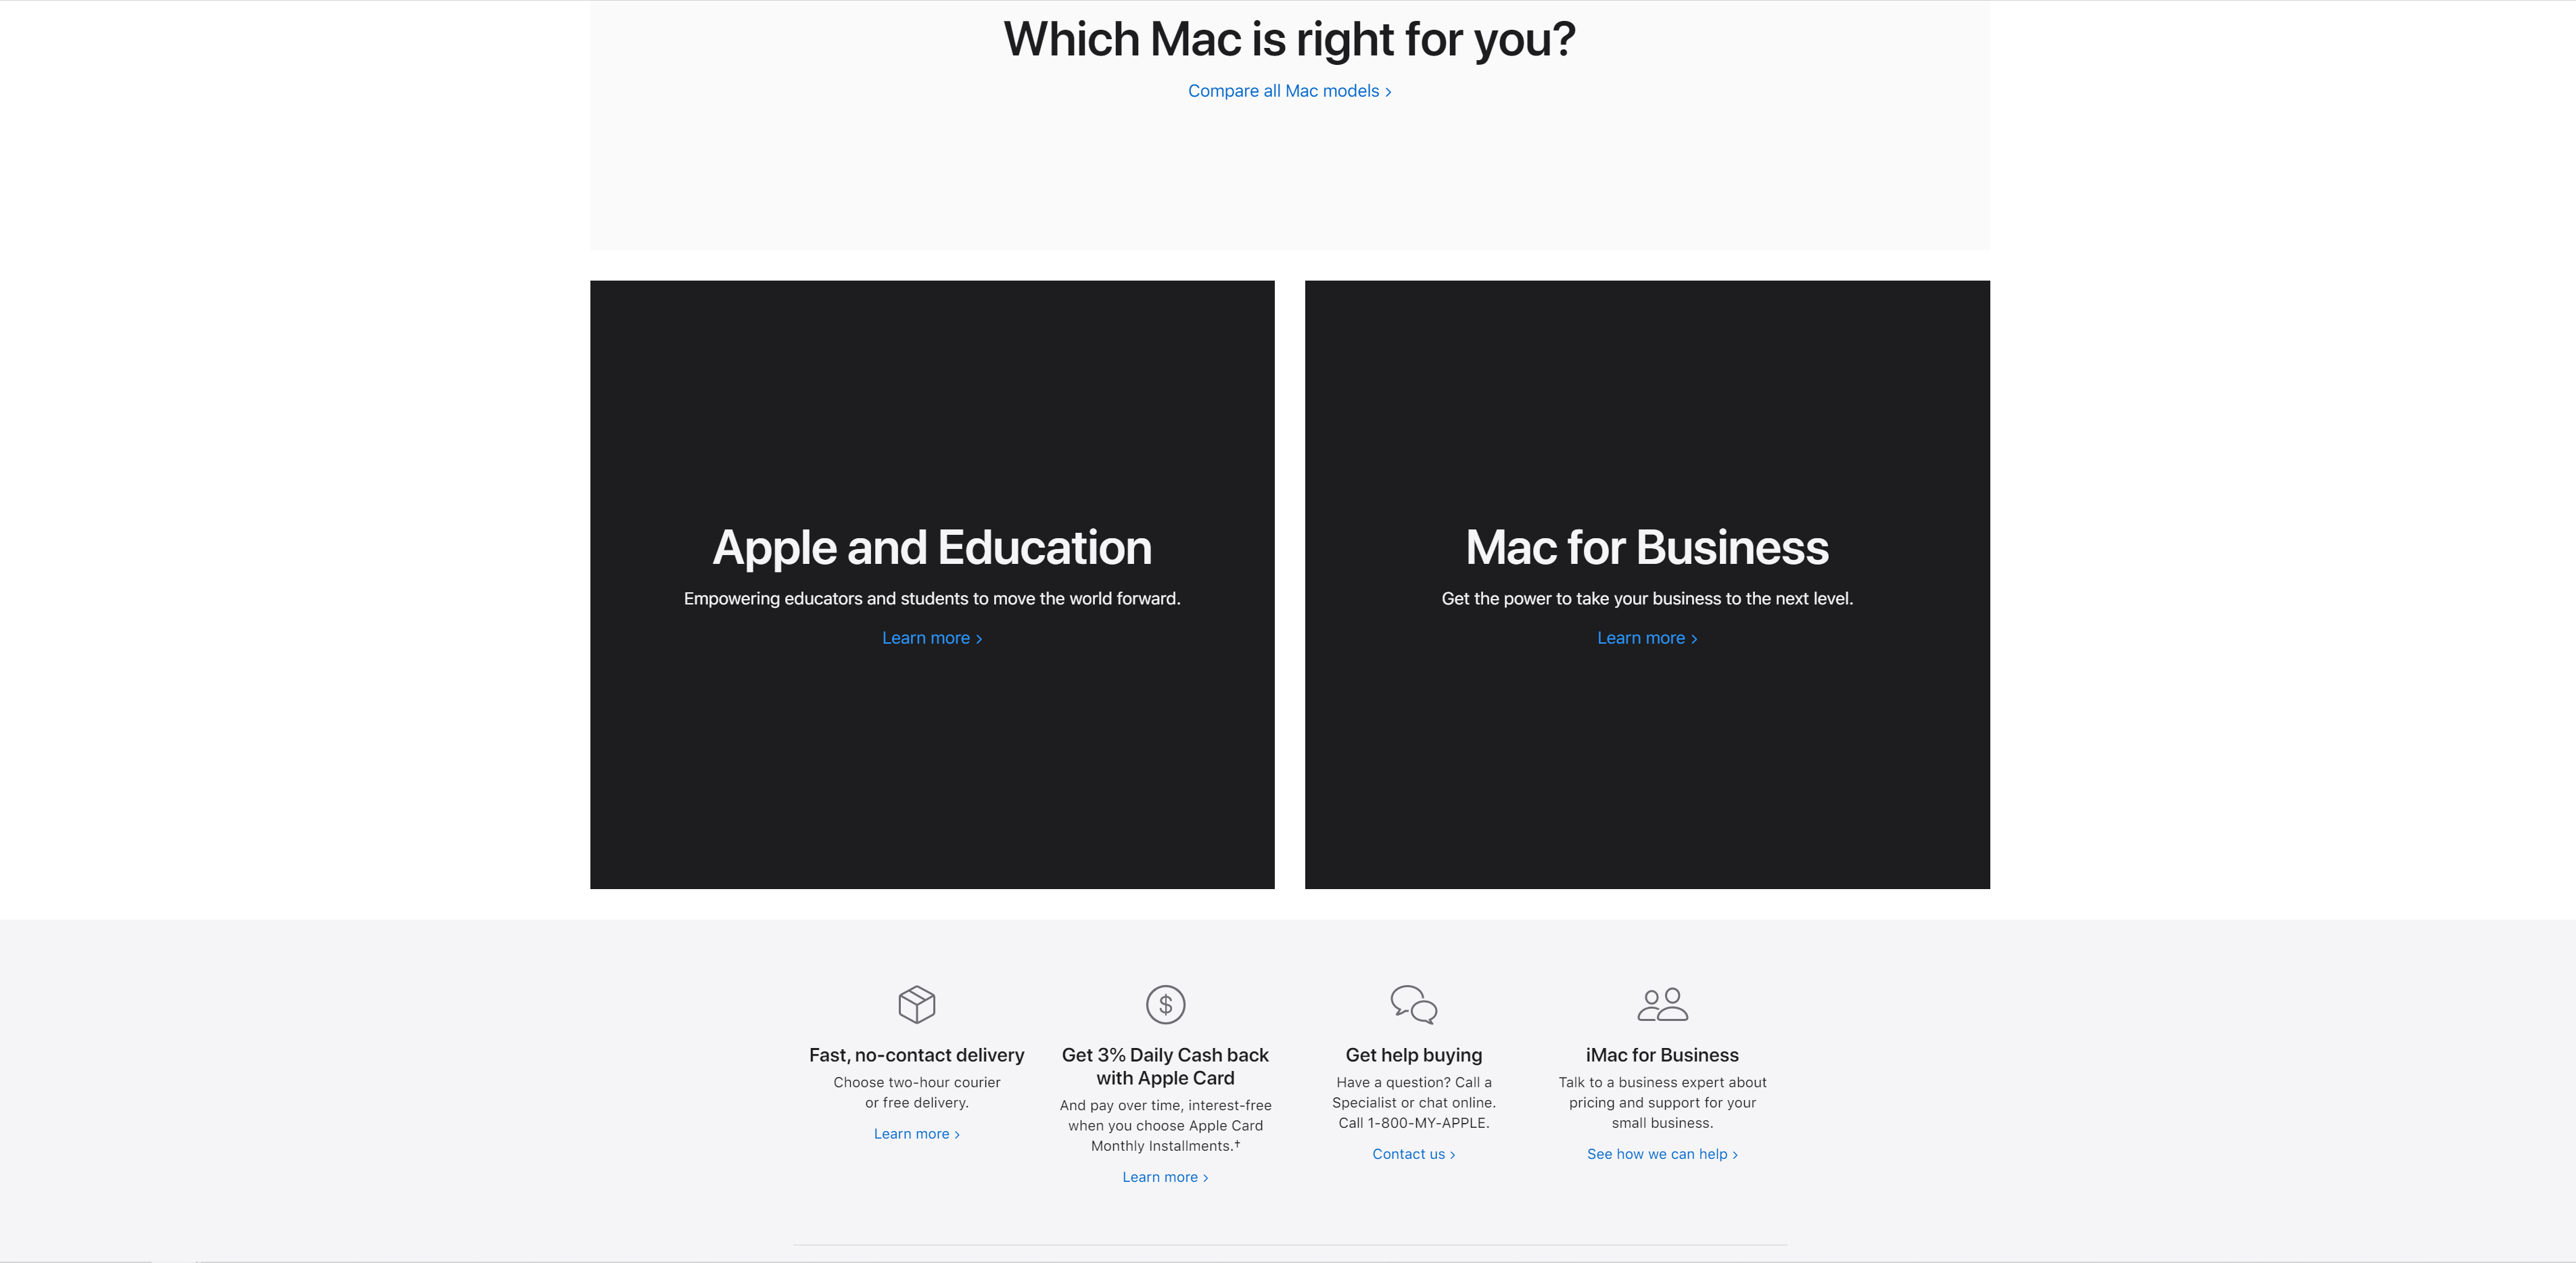 Which Mac is right for you?
Compare all Mac models >
Apple and Education
Empowering educators and students to move the world forward.
Learn more >
Mac for Business
Get the power to take your business to the next level.
Learn more >
Fast, no-contact delivery
Choose two-hour courier
or free delivery.
Learn more >
$
Get 3% Daily Cash back
with Apple Card
And pay over time, interest-free
when you choose Apple Card
Monthly Installments.†
Learn more >
Get help buying
Have a question? Call a
Specialist or chat online.
Call 1-800-MY-APPLE.
Contact us >
iMac for Business
Talk to a business expert about
pricing and support for your
small business.
See how we can help >